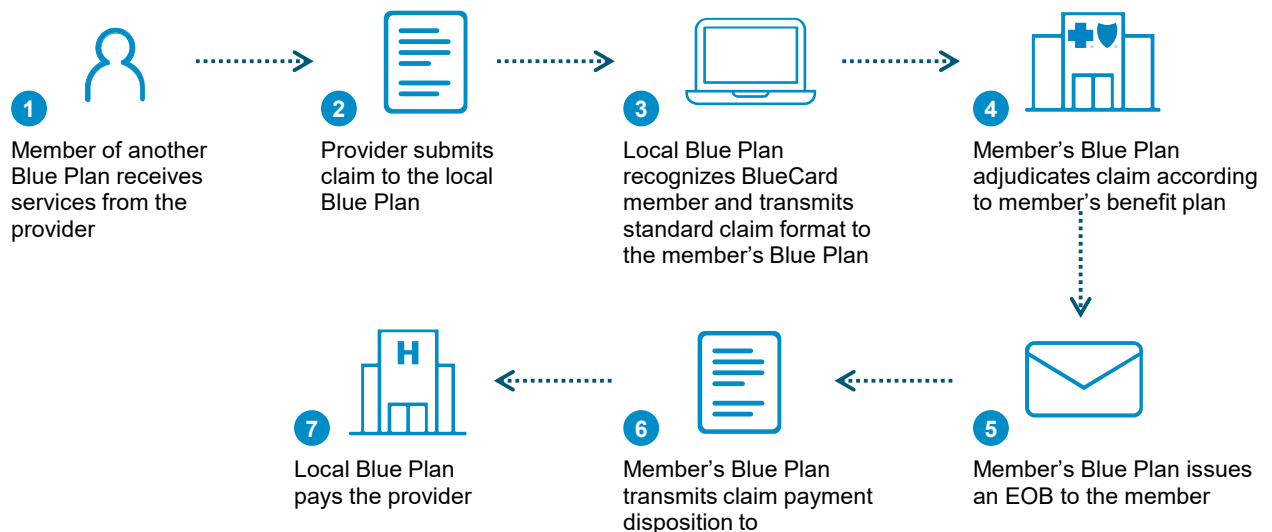 1
Member of another
Blue Plan receives
services from the
provider
2
Provider submits
claim to the local
Blue Plan
3
Local Blue Plan
recognizes BlueCard
member and transmits
standard claim format to
the member’s Blue Plan
4
Member’s Blue Plan
adjudicates claim according
to member’s benefit plan
5
Member’s Blue Plan issues
an EOB to the member
6
Member’s Blue Plan
transmits claim payment
disposition to
H
7
Local Blue Plan
pays the provider